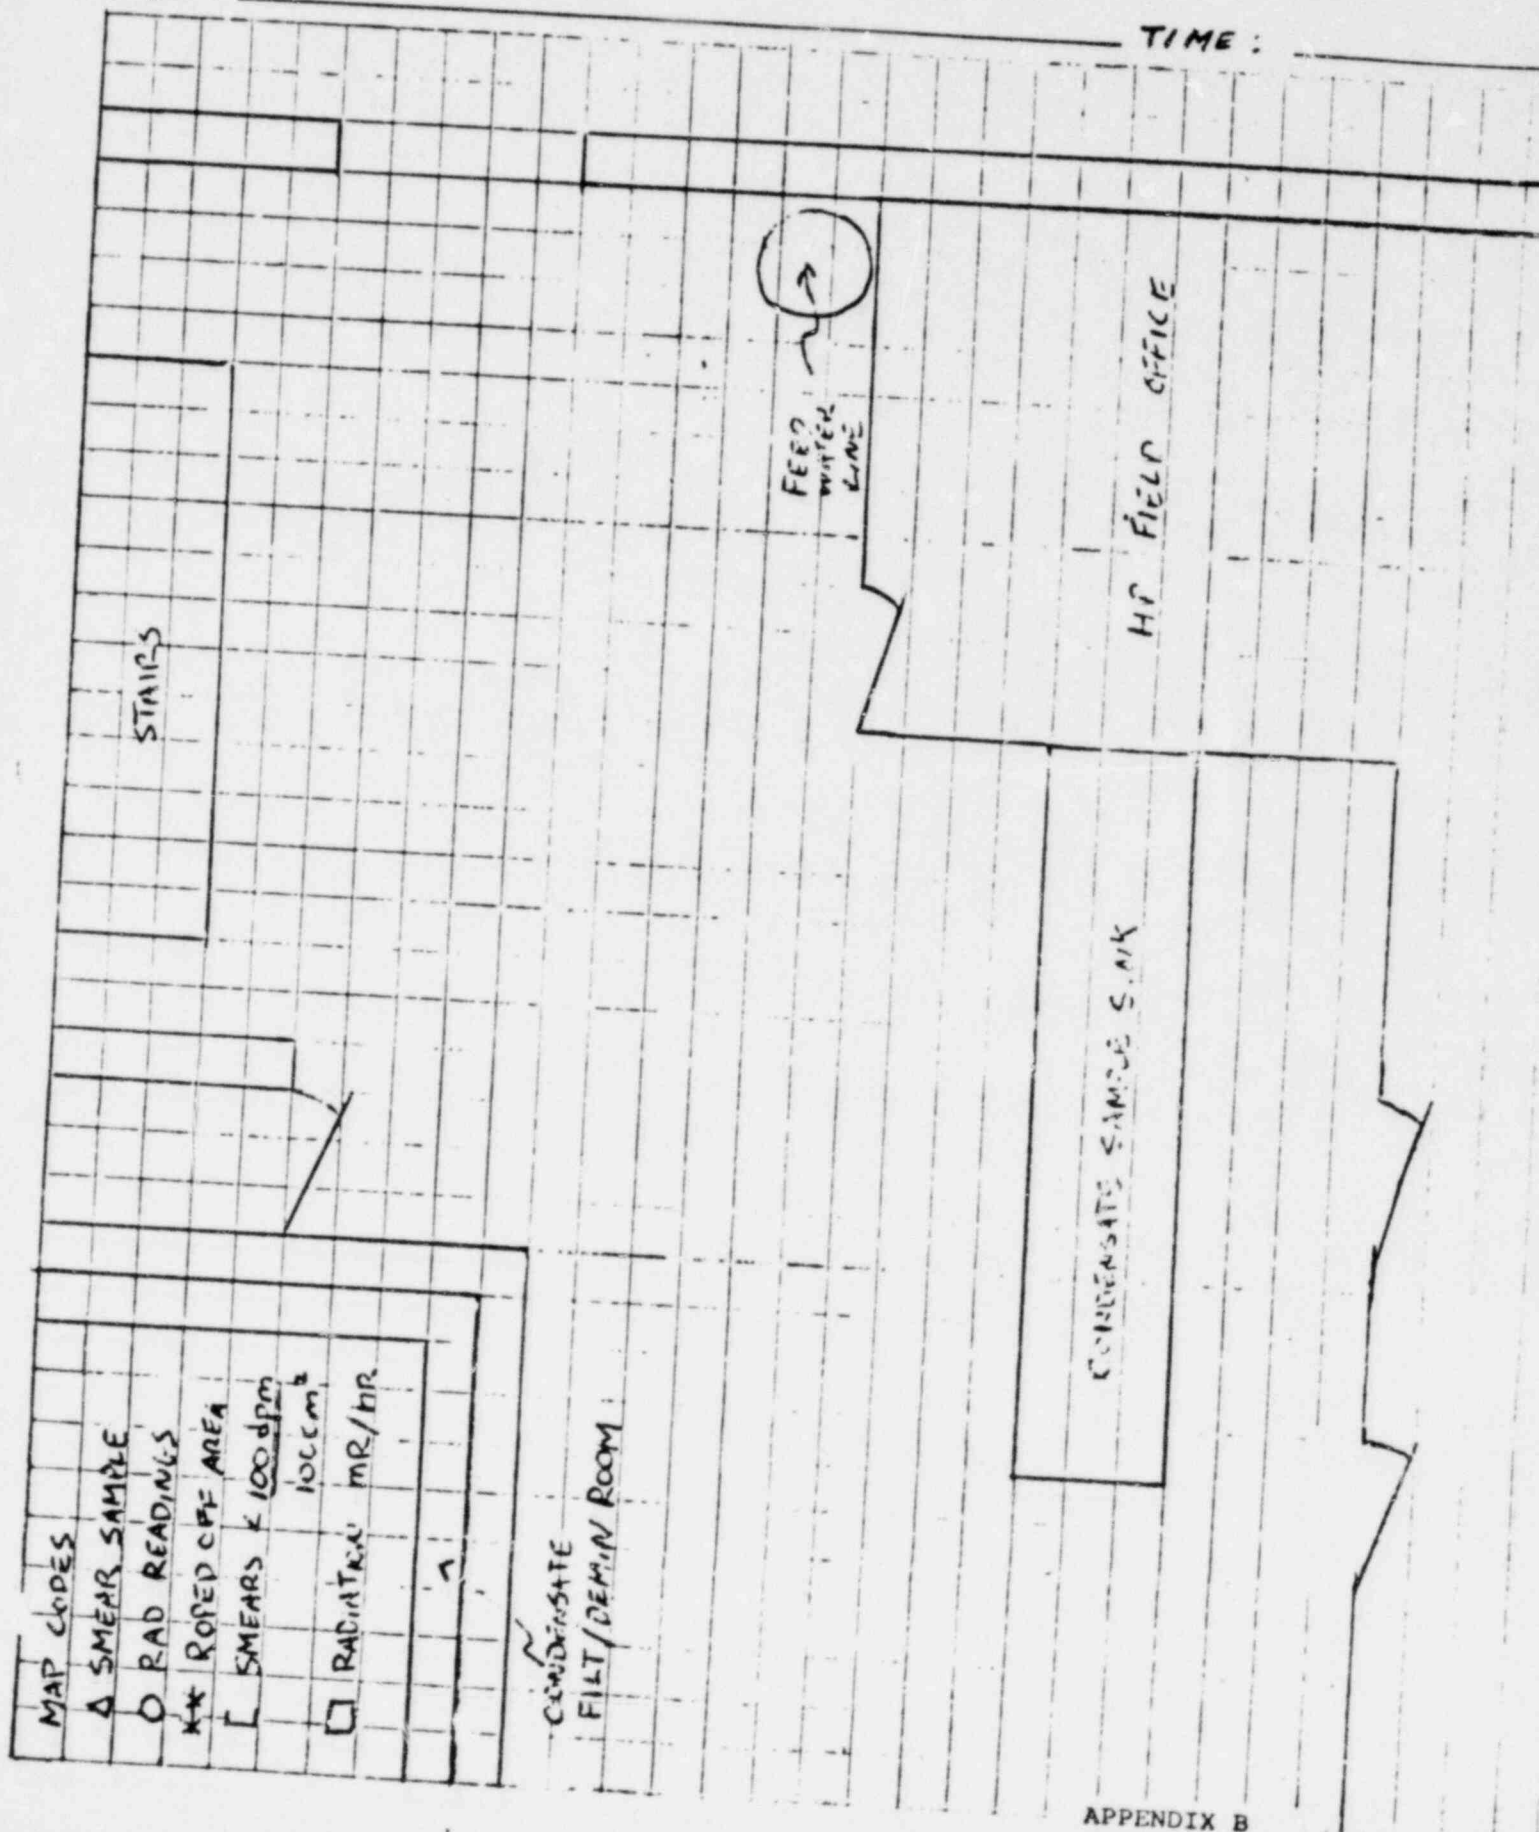 TIME:
STAIRS
FEED
WATER
LINE
HP FIELD OFFICE
CONDENSATE SAMPLE SINK
MAP CODES
△ SMEAR SAMPLE
○ RAD READINGS
** ROPED OFF AREA
[ SMEARS < 100 dpm
100cm²
□ RADIATION mR/HR
CONDENSATE
FILT/DEMIN ROOM
APPENDIX B